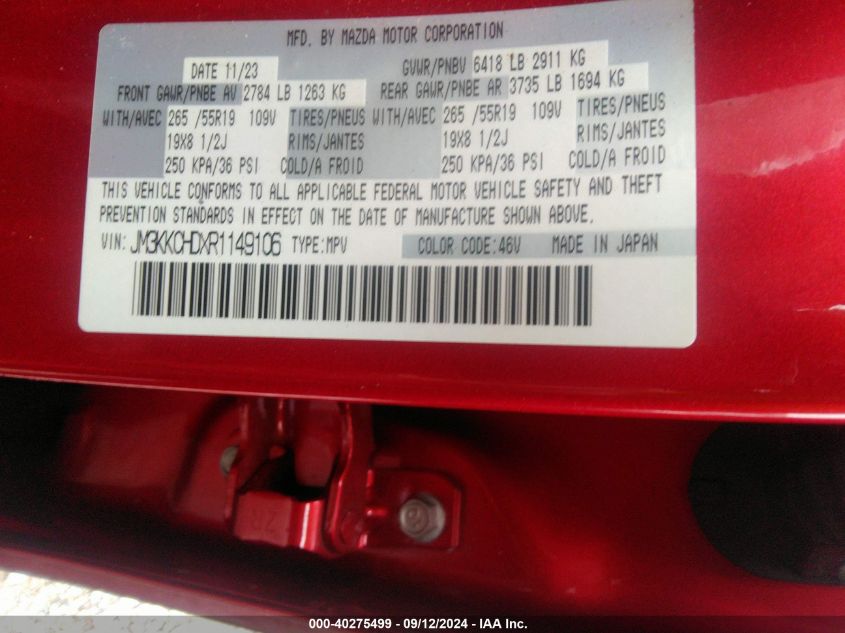 MFD. BY MAZDA MOTOR CORPORATION
DATE 11/23 GVWR/PNBV 6418 LB 2911 KG
FRONT GAWR/PNBE AV 2784 LB 1263 KG REAR GAWR/PNBE AR 3735 LB 1694 KG
WITH/AVEC 265 /55R19 109V TIRES/PNEUS WITH/AVEC 265 /55R19 109V TIRES/PNEUS
19X8 1/2J RIMS/JANTES 19X8 1/2J RIMS/JANTES
250 KPA/36 PSI COLD/A FROID 250 KPA/36 PSI COLD/A FROID
THIS VEHICLE CONFORMS TO ALL APPLICABLE FEDERAL MOTOR VEHICLE SAFETY AND THEFT
PREVENTION STANDARDS IN EFFECT ON THE DATE OF MANUFACTURE SHOWN ABOVE.
VIN: JM3KKCHDXR1149106 TYPE:MPV COLOR CODE:46V MADE IN JAPAN
000-40275499 - 09/12/2024 - IAA Inc.